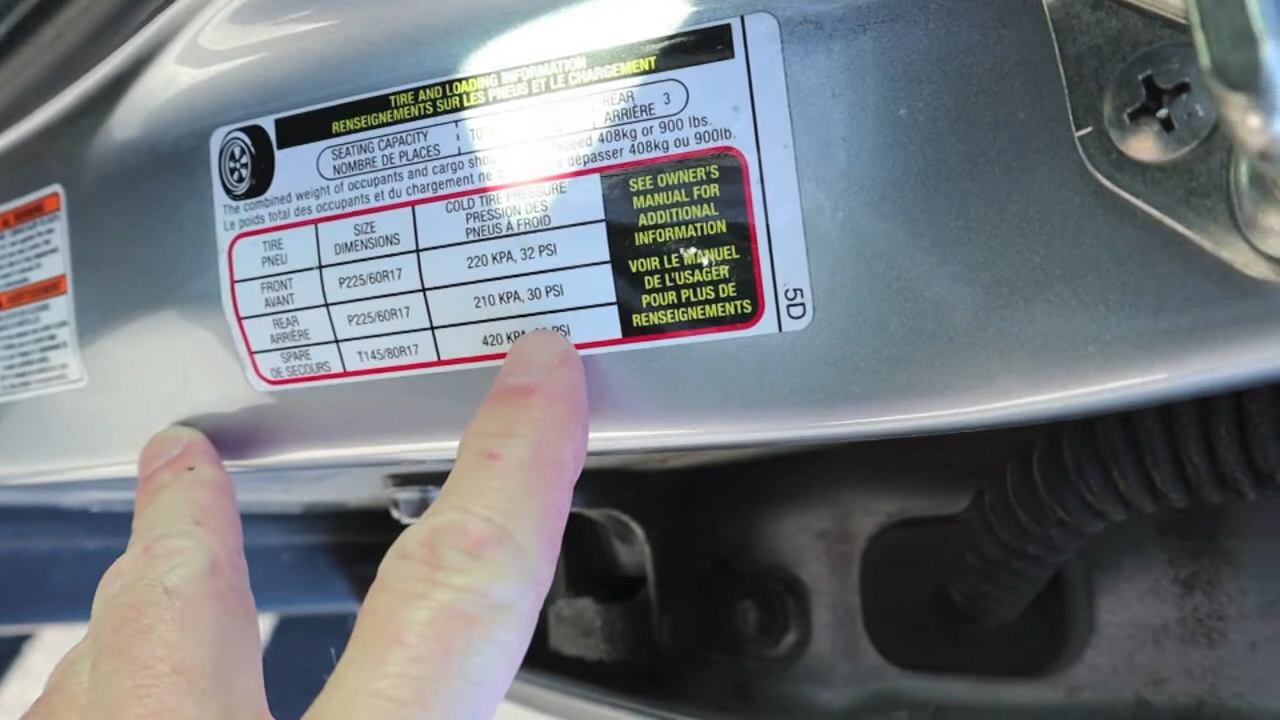 TIRE AND LOADING INFORMATION
RENSEIGNEMENTS SUR LES PNEUS ET LE CHARGEMENT
SEATING CAPACITY
NOMBRE DE PLACES
REAR
ARRIÈRE 3
The combined weight of occupants and cargo 408kg or 900 lbs.
Le poids total des occupants et du chargement ne dépasser 408kg ou 900lb.
TIRE
PNEU
SIZE
DIMENSIONS
COLD TIRE PRESSURE
PRESSION DES
PNEUS À FROID
FRONT
AVANT
P225/60R17
220 KPA, 32 PSI
REAR
ARRIÈRE
P225/60R17
210 KPA, 30 PSI
SPARE
DE SECOURS
T145/80R17
420 KPA, PSI
SEE OWNER'S
MANUAL FOR
ADDITIONAL
INFORMATION
VOIR LE MANUEL
DE L'USAGER
POUR PLUS DE
RENSEIGNEMENTS
5D